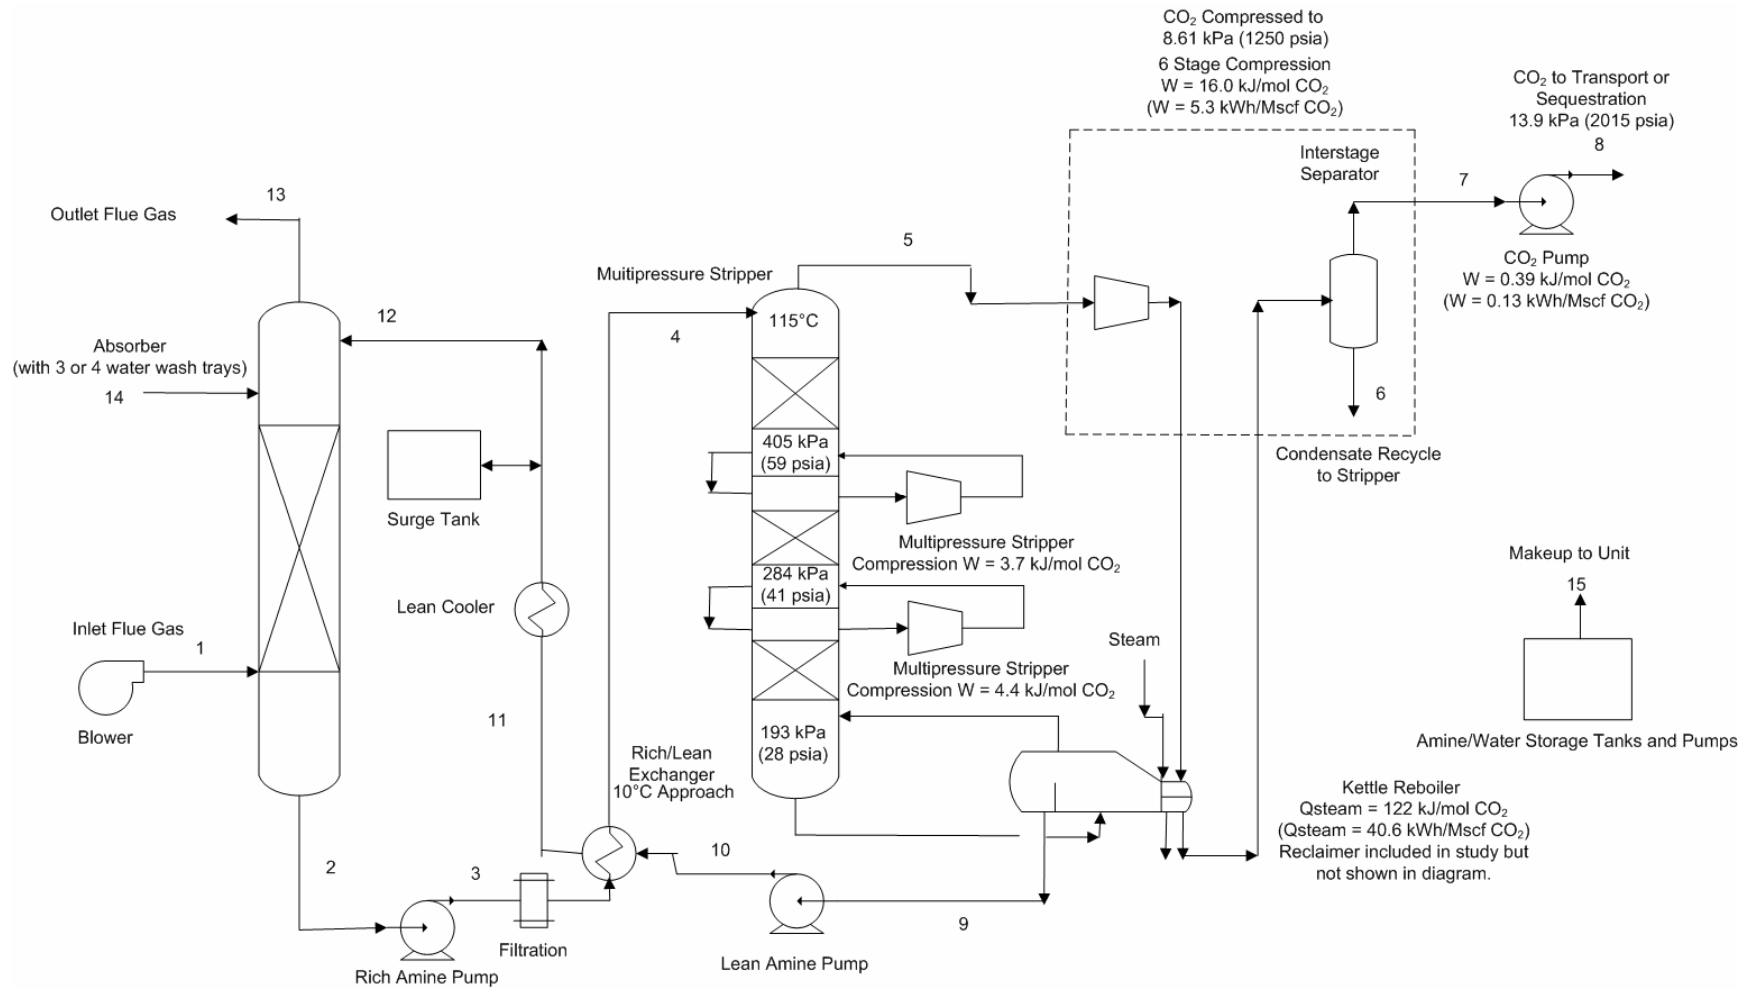 CO₂ Compressed to
8.61 kPa (1250 psia)
6 Stage Compression
W = 16.0 kJ/mol CO₂
(W = 5.3 kWh/Mscf CO₂)
CO₂ to Transport or
Sequestration
13.9 kPa (2015 psia)
8
Interstage
Separator
7
13
Outlet Flue Gas
5
Multipressure Stripper
CO₂ Pump
W = 0.39 kJ/mol CO₂
(W = 0.13 kWh/Mscf CO₂)
12
115°C
4
Absorber
(with 3 or 4 water wash trays)
14
6
405 kPa
(59 psia)
Condensate Recycle
to Stripper
Surge Tank
Multipressure Stripper
Compression W = 3.7 kJ/mol CO₂
Makeup to Unit
15
284 kPa
(41 psia)
Lean Cooler
Inlet Flue Gas
1
Steam
Multipressure Stripper
Compression W = 4.4 kJ/mol CO₂
11
Blower
193 kPa
(28 psia)
Rich/Lean
Exchanger
10°C Approach
Amine/Water Storage Tanks and Pumps
Kettle Reboiler
Qsteam = 122 kJ/mol CO₂
(Qsteam = 40.6 kWh/Mscf CO₂)
Reclaimer included in study but
not shown in diagram.
2
3
10
9
Filtration
Rich Amine Pump
Lean Amine Pump